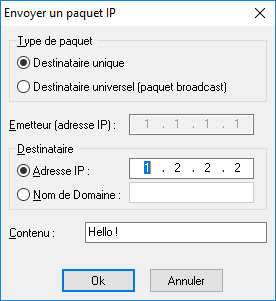 Envoyer un paquet IP
Type de paquet
Destinataire unique
Destinataire universel (paquet broadcast)
Emetteur (adresse IP) : 1 . 1 . 1 . 1
Destinataire
Adresse IP : 1 . 2 . 2 . 2
Nom de Domaine :
Contenu : Hello !
Ok Annuler